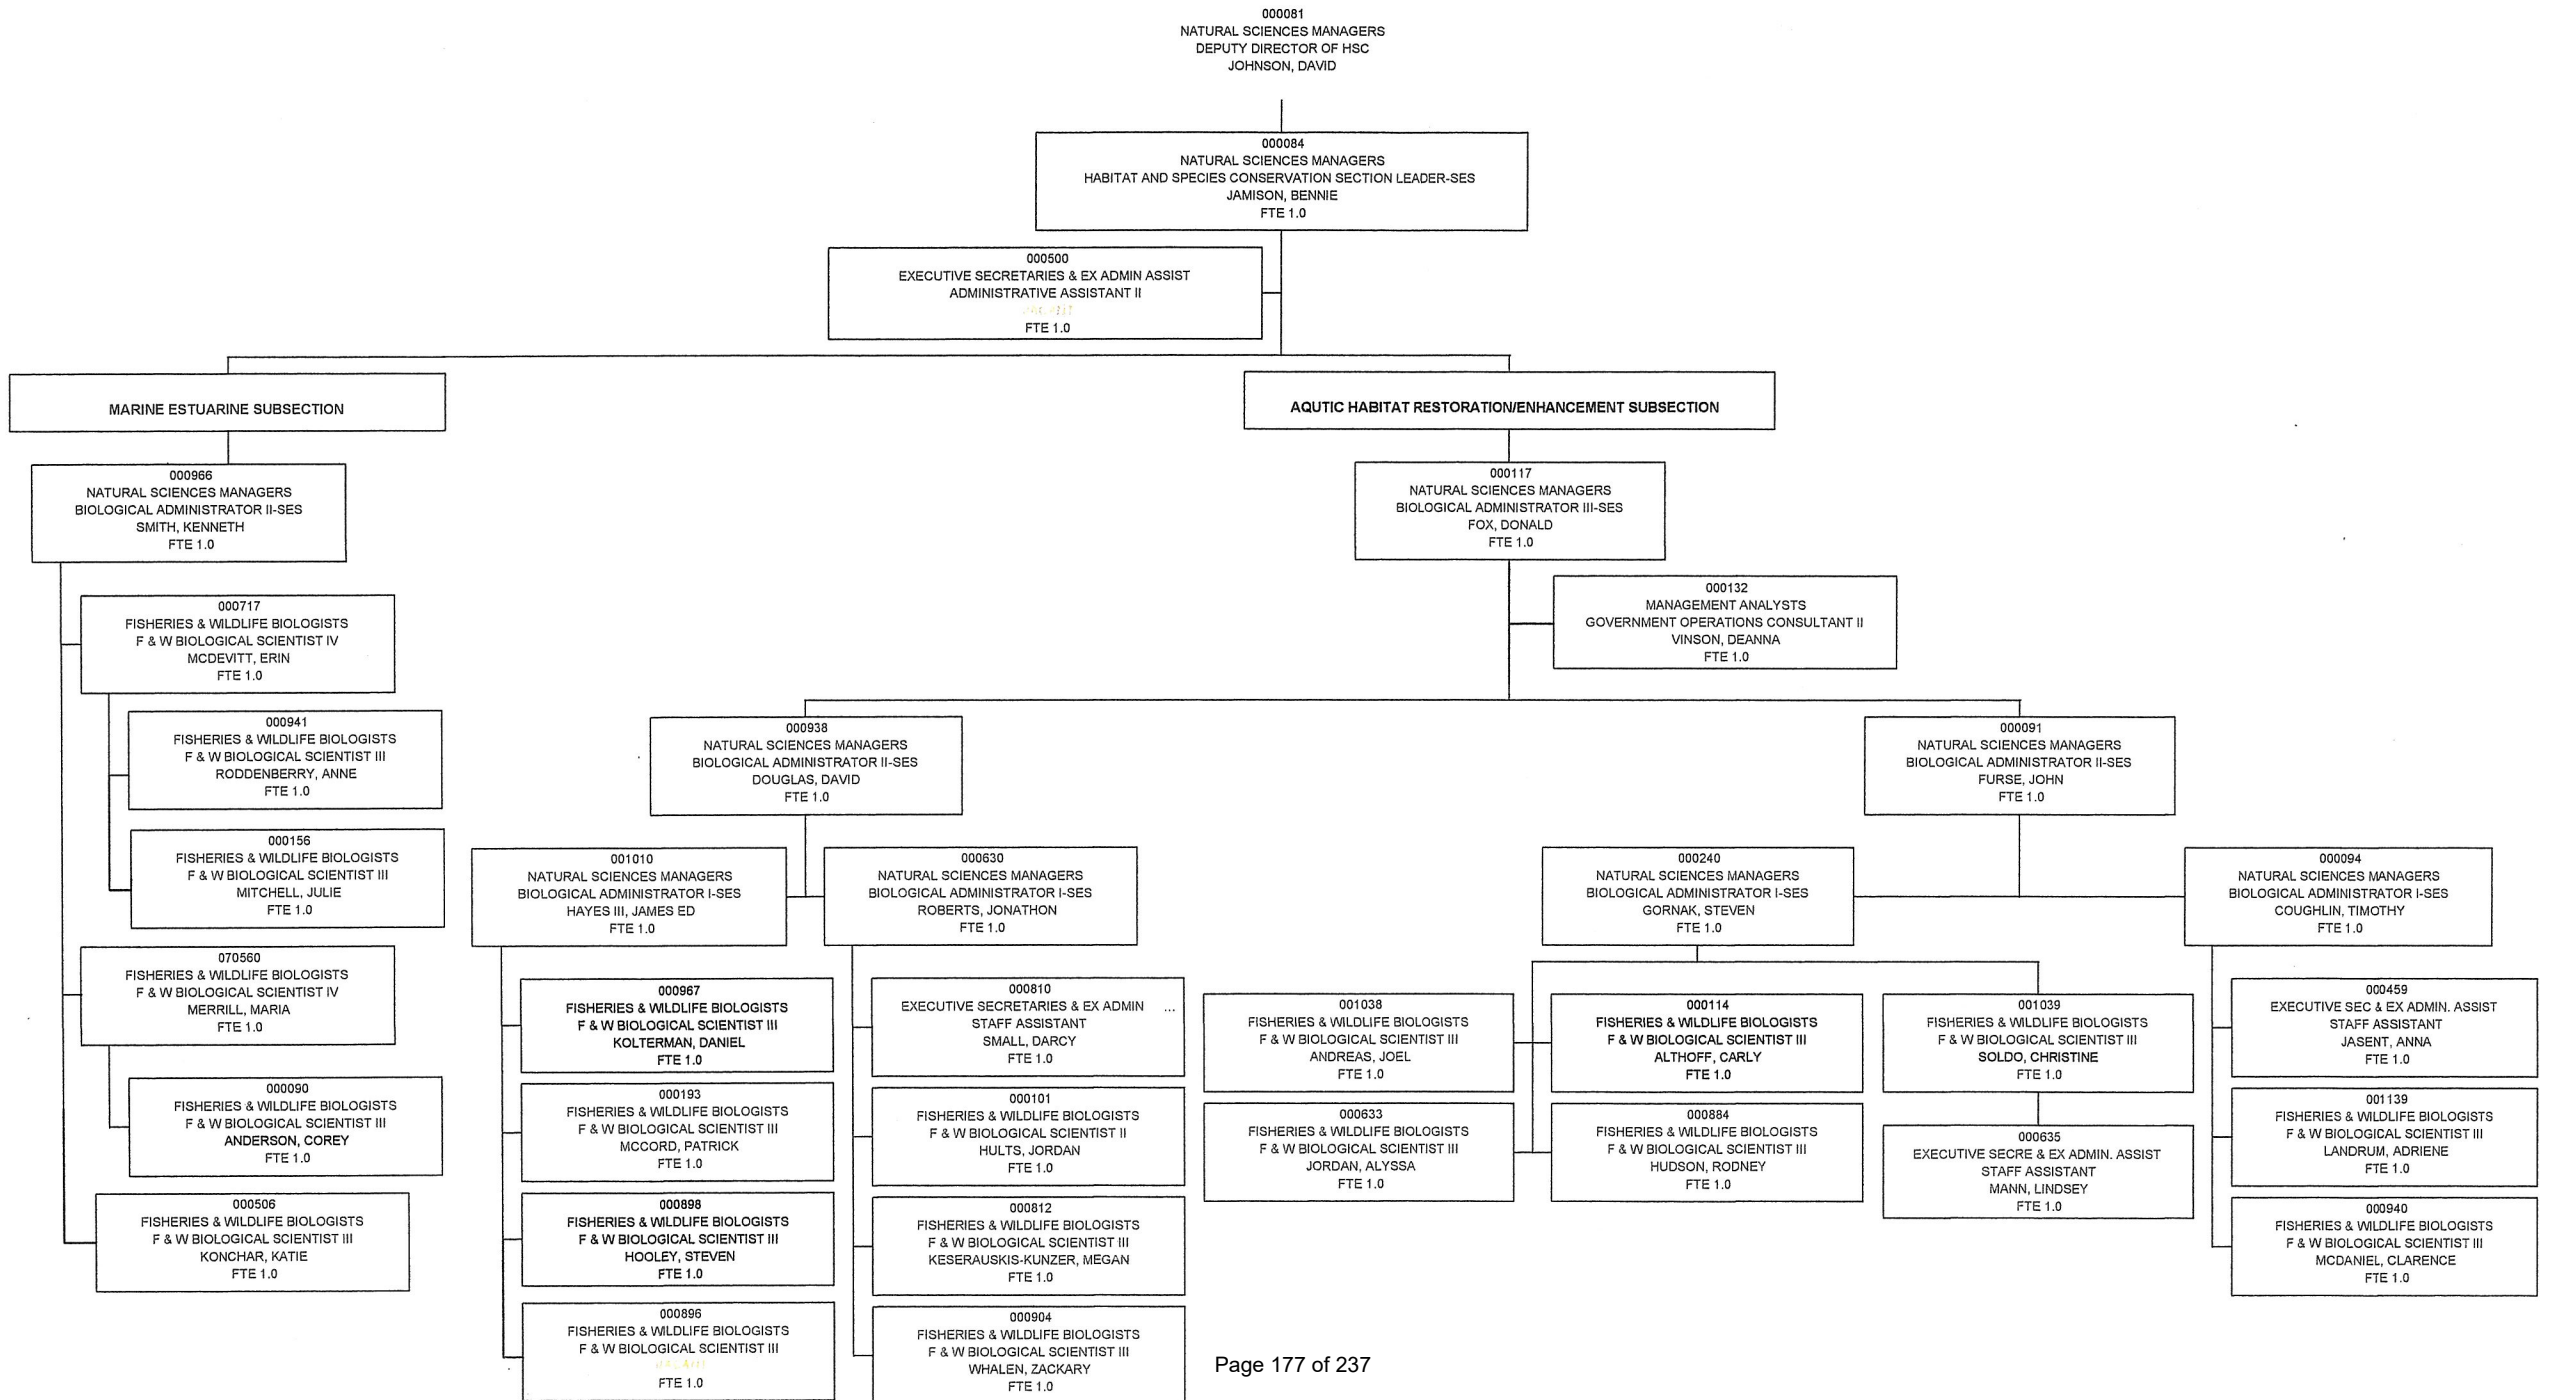 000081
NATURAL SCIENCES MANAGERS
DEPUTY DIRECTOR OF HSC
JOHNSON, DAVID
000084
NATURAL SCIENCES MANAGERS
HABITAT AND SPECIES CONSERVATION SECTION LEADER-SES
JAMISON, BENNIE
FTE 1.0
000500
EXECUTIVE SECRETARIES & EX ADMIN ASSIST
ADMINISTRATIVE ASSISTANT II
VACANT
FTE 1.0
MARINE ESTUARINE SUBSECTION
000966
NATURAL SCIENCES MANAGERS
BIOLOGICAL ADMINISTRATOR II-SES
SMITH, KENNETH
FTE 1.0
000717
FISHERIES & WILDLIFE BIOLOGISTS
F & W BIOLOGICAL SCIENTIST IV
MCDEVITT, ERIN
FTE 1.0
000941
FISHERIES & WILDLIFE BIOLOGISTS
F & W BIOLOGICAL SCIENTIST III
RODDENBERRY, ANNE
FTE 1.0
000156
FISHERIES & WILDLIFE BIOLOGISTS
F & W BIOLOGICAL SCIENTIST III
MITCHELL, JULIE
FTE 1.0
070560
FISHERIES & WILDLIFE BIOLOGISTS
F & W BIOLOGICAL SCIENTIST IV
MERRILL, MARIA
FTE 1.0
000090
FISHERIES & WILDLIFE BIOLOGISTS
F & W BIOLOGICAL SCIENTIST III
ANDERSON, COREY
FTE 1.0
000506
FISHERIES & WILDLIFE BIOLOGISTS
F & W BIOLOGICAL SCIENTIST III
KONCHAR, KATIE
FTE 1.0
AQUTIC HABITAT RESTORATION/ENHANCEMENT SUBSECTION
000117
NATURAL SCIENCES MANAGERS
BIOLOGICAL ADMINISTRATOR III-SES
FOX, DONALD
FTE 1.0
000132
MANAGEMENT ANALYSTS
GOVERNMENT OPERATIONS CONSULTANT II
VINSON, DEANNA
FTE 1.0
000938
NATURAL SCIENCES MANAGERS
BIOLOGICAL ADMINISTRATOR II-SES
DOUGLAS, DAVID
FTE 1.0
001010
NATURAL SCIENCES MANAGERS
BIOLOGICAL ADMINISTRATOR I-SES
HAYES III, JAMES ED
FTE 1.0
000967
FISHERIES & WILDLIFE BIOLOGISTS
F & W BIOLOGICAL SCIENTIST III
KOLTERMAN, DANIEL
FTE 1.0
000193
FISHERIES & WILDLIFE BIOLOGISTS
F & W BIOLOGICAL SCIENTIST III
MCCORD, PATRICK
FTE 1.0
000898
FISHERIES & WILDLIFE BIOLOGISTS
F & W BIOLOGICAL SCIENTIST III
HOOLEY, STEVEN
FTE 1.0
000896
FISHERIES & WILDLIFE BIOLOGISTS
F & W BIOLOGICAL SCIENTIST III
VACANT
FTE 1.0
000630
NATURAL SCIENCES MANAGERS
BIOLOGICAL ADMINISTRATOR I-SES
ROBERTS, JONATHON
FTE 1.0
000810
EXECUTIVE SECRETARIES & EX ADMIN ...
STAFF ASSISTANT
SMALL, DARCY
FTE 1.0
000101
FISHERIES & WILDLIFE BIOLOGISTS
F & W BIOLOGICAL SCIENTIST II
HULTS, JORDAN
FTE 1.0
000812
FISHERIES & WILDLIFE BIOLOGISTS
F & W BIOLOGICAL SCIENTIST III
KESERAUSKIS-KUNZER, MEGAN
FTE 1.0
000904
FISHERIES & WILDLIFE BIOLOGISTS
F & W BIOLOGICAL SCIENTIST III
WHALEN, ZACKARY
FTE 1.0
000091
NATURAL SCIENCES MANAGERS
BIOLOGICAL ADMINISTRATOR II-SES
FURSE, JOHN
FTE 1.0
000240
NATURAL SCIENCES MANAGERS
BIOLOGICAL ADMINISTRATOR I-SES
GORNAK, STEVEN
FTE 1.0
001038
FISHERIES & WILDLIFE BIOLOGISTS
F & W BIOLOGICAL SCIENTIST III
ANDREAS, JOEL
FTE 1.0
000114
FISHERIES & WILDLIFE BIOLOGISTS
F & W BIOLOGICAL SCIENTIST III
ALTHOFF, CARLY
FTE 1.0
001039
FISHERIES & WILDLIFE BIOLOGISTS
F & W BIOLOGICAL SCIENTIST III
SOLDO, CHRISTINE
FTE 1.0
000633
FISHERIES & WILDLIFE BIOLOGISTS
F & W BIOLOGICAL SCIENTIST III
JORDAN, ALYSSA
FTE 1.0
000884
FISHERIES & WILDLIFE BIOLOGISTS
F & W BIOLOGICAL SCIENTIST III
HUDSON, RODNEY
FTE 1.0
000635
EXECUTIVE SECRE & EX ADMIN. ASSIST
STAFF ASSISTANT
MANN, LINDSEY
FTE 1.0
000094
NATURAL SCIENCES MANAGERS
BIOLOGICAL ADMINISTRATOR I-SES
COUGHLIN, TIMOTHY
FTE 1.0
000459
EXECUTIVE SEC & EX ADMIN. ASSIST
STAFF ASSISTANT
JASENT, ANNA
FTE 1.0
001139
FISHERIES & WILDLIFE BIOLOGISTS
F & W BIOLOGICAL SCIENTIST III
LANDRUM, ADRIENE
FTE 1.0
000940
FISHERIES & WILDLIFE BIOLOGISTS
F & W BIOLOGICAL SCIENTIST III
MCDANIEL, CLARENCE
FTE 1.0
Page 177 of 237